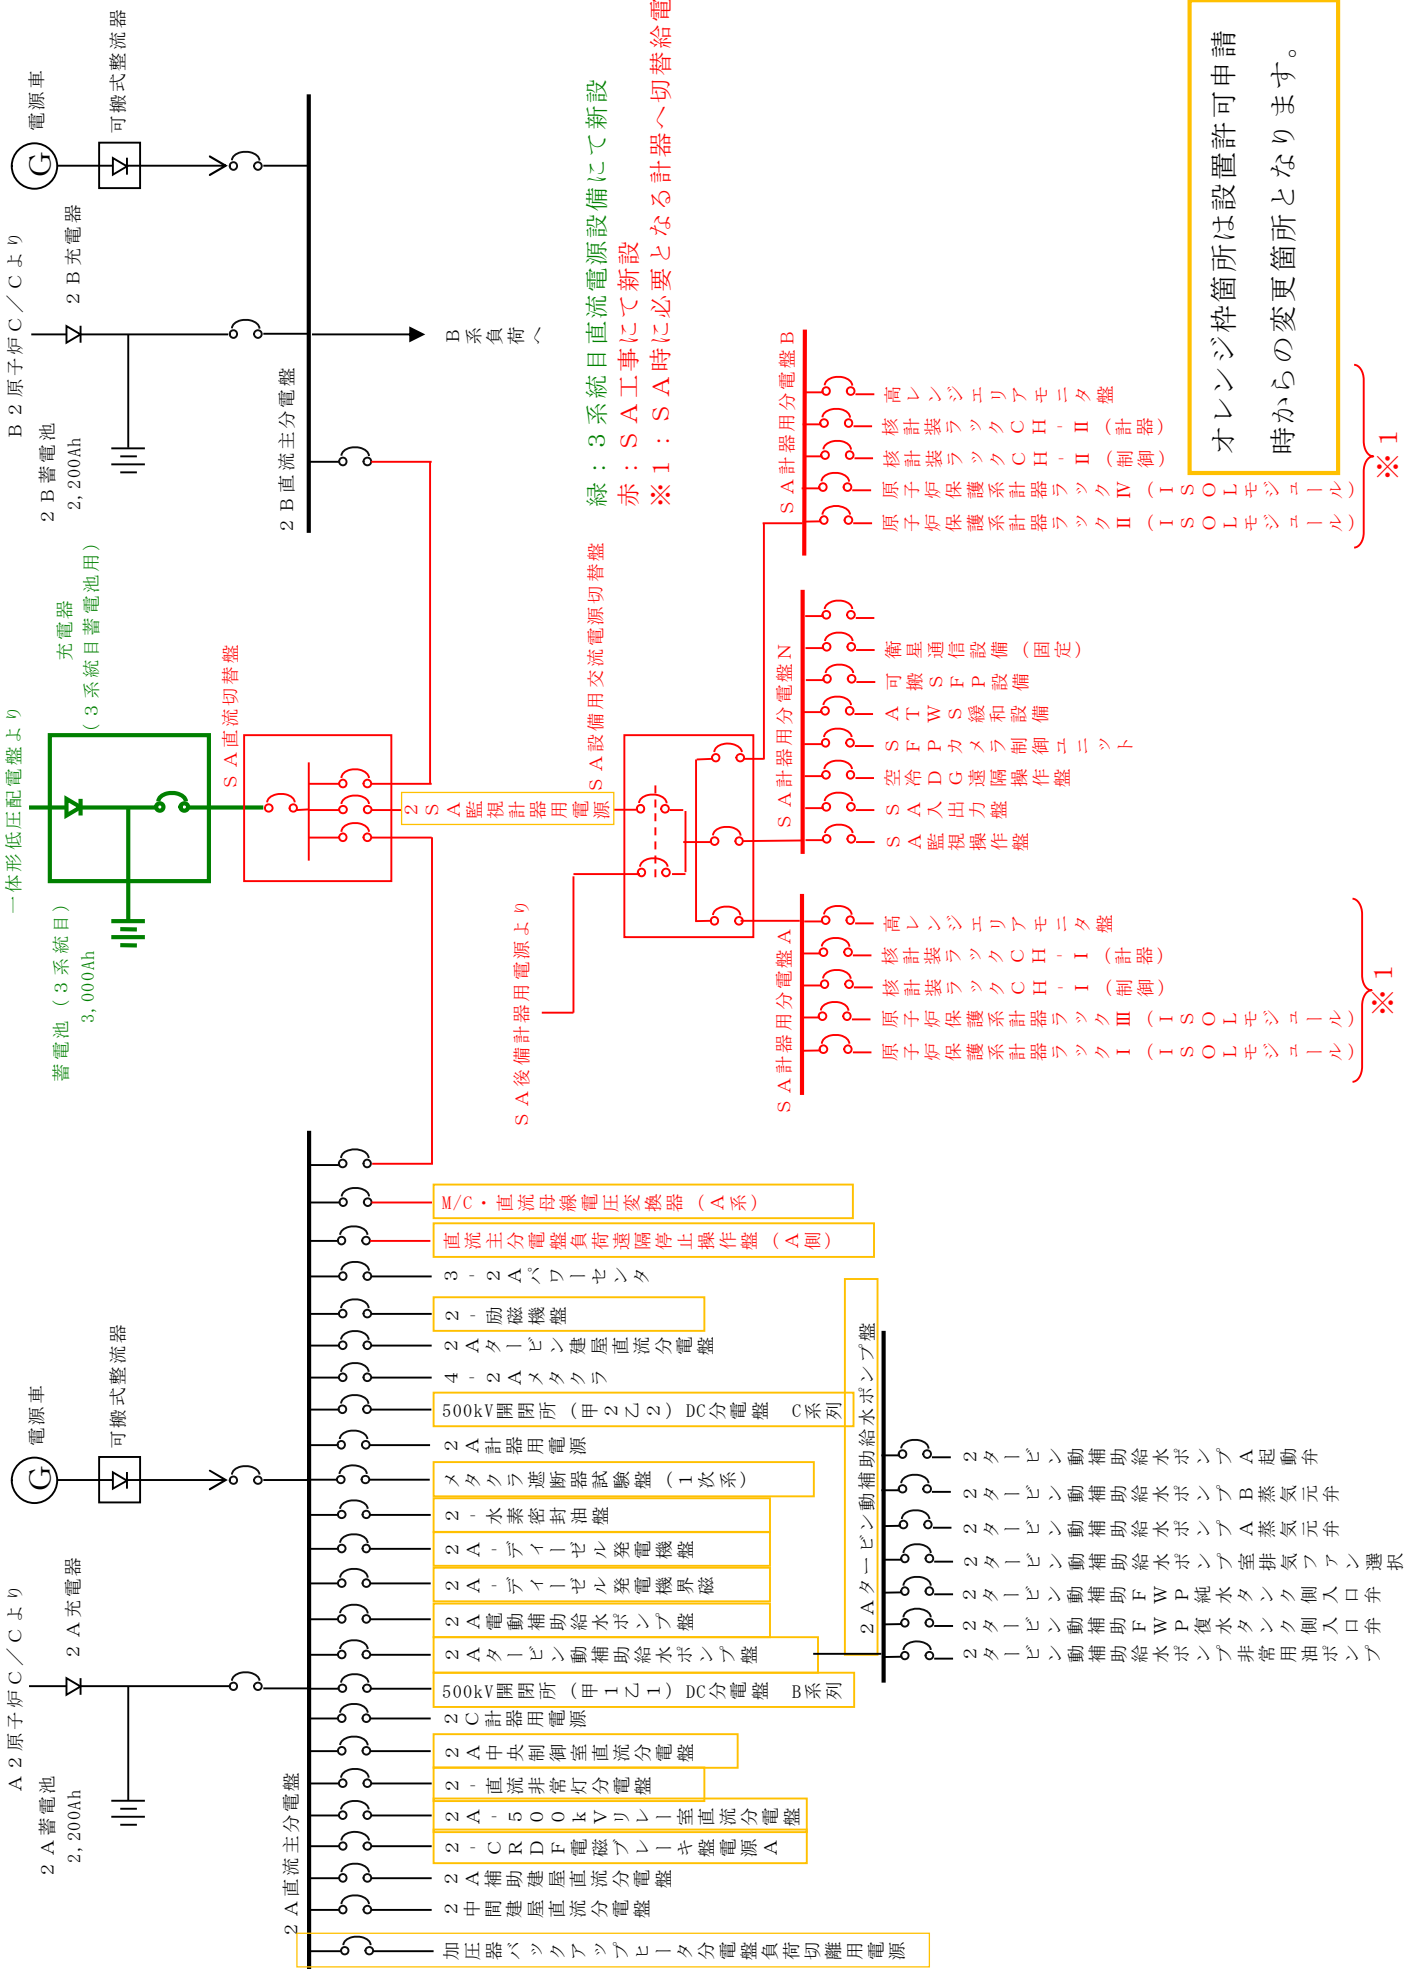 A2原子炉C／Cより
2A充電器
2A蓄電池
2,200Ah
電源車
G
可搬式整流器
2A直流主分電盤
加圧器バックアップヒータ分電盤負荷切離用電源
2中間建屋直流分電盤
2A補助建屋直流分電盤
2-CRDF電磁ブレーキ盤電源A
2A-500kVリレー室直流分電盤
2-直流非常灯分電盤
2A中央制御室直流分電盤
2C計器用電源
500kV開閉所（甲1乙1）DC分電盤　B系列
2Aタービン動補助給水ポンプ盤
2A電動補助給水ポンプ盤
2A-ディーゼル発電機界磁
2A-ディーゼル発電機盤
2-水素密封油盤
メタクラ遮断器試験盤（1次系）
2A計器用電源
500kV開閉所（甲2乙2）DC分電盤　C系列
4-2Aメタクラ
2Aタービン建屋直流分電盤
2-励磁機盤
3-2Aパワーセンタ
直流主分電盤負荷遠隔停止操作盤（A側）
M/C・直流母線電圧変換器（A系）
2Aタービン動補助給水ポンプ盤
2タービン動補助給水ポンプ非常用油ポンプ
2タービン動補助FWP復水タンク側入口弁
2タービン動補助FWP純水タンク側入口弁
2タービン動補助給水ポンプ室排気ファン選択
2タービン動補助給水ポンプA蒸気元弁
2タービン動補助給水ポンプB蒸気元弁
2タービン動補助給水ポンプA起動弁
一体形低圧配電盤より
蓄電池（3系統目）
3,000Ah
充電器
（3系統目蓄電池用）
SA直流切替盤
2SA監視計器用電源
SA後備計器用電源より
SA設備用交流電源切替盤
SA計器用分電盤A
原子炉保護系計器ラックⅠ（ISOLモジュール）
原子炉保護系計器ラックⅢ（ISOLモジュール）
核計装ラックCH-Ⅰ（制御）
核計装ラックCH-Ⅰ（計器）
高レンジエリアモニタ盤
※1
SA計器用分電盤N
SA監視操作盤
SA入出力盤
空冷DG遠隔操作盤
SFPカメラ制御ユニット
ATWS緩和設備
可搬SFP設備
衛星通信設備（固定）
SA計器用分電盤B
原子炉保護系計器ラックⅡ（ISOLモジュール）
原子炉保護系計器ラックⅣ（ISOLモジュール）
核計装ラックCH-Ⅱ（制御）
核計装ラックCH-Ⅱ（計器）
高レンジエリアモニタ盤
※1
B2原子炉C／Cより
2B充電器
2B蓄電池
2,200Ah
電源車
G
可搬式整流器
2B直流主分電盤
B系負荷へ
緑：3系統目直流電源設備にて新設
赤：SA工事にて新設
※1：SA時に必要となる計器へ切替給電
オレンジ枠箇所は設置許可申請
時からの変更箇所となります。